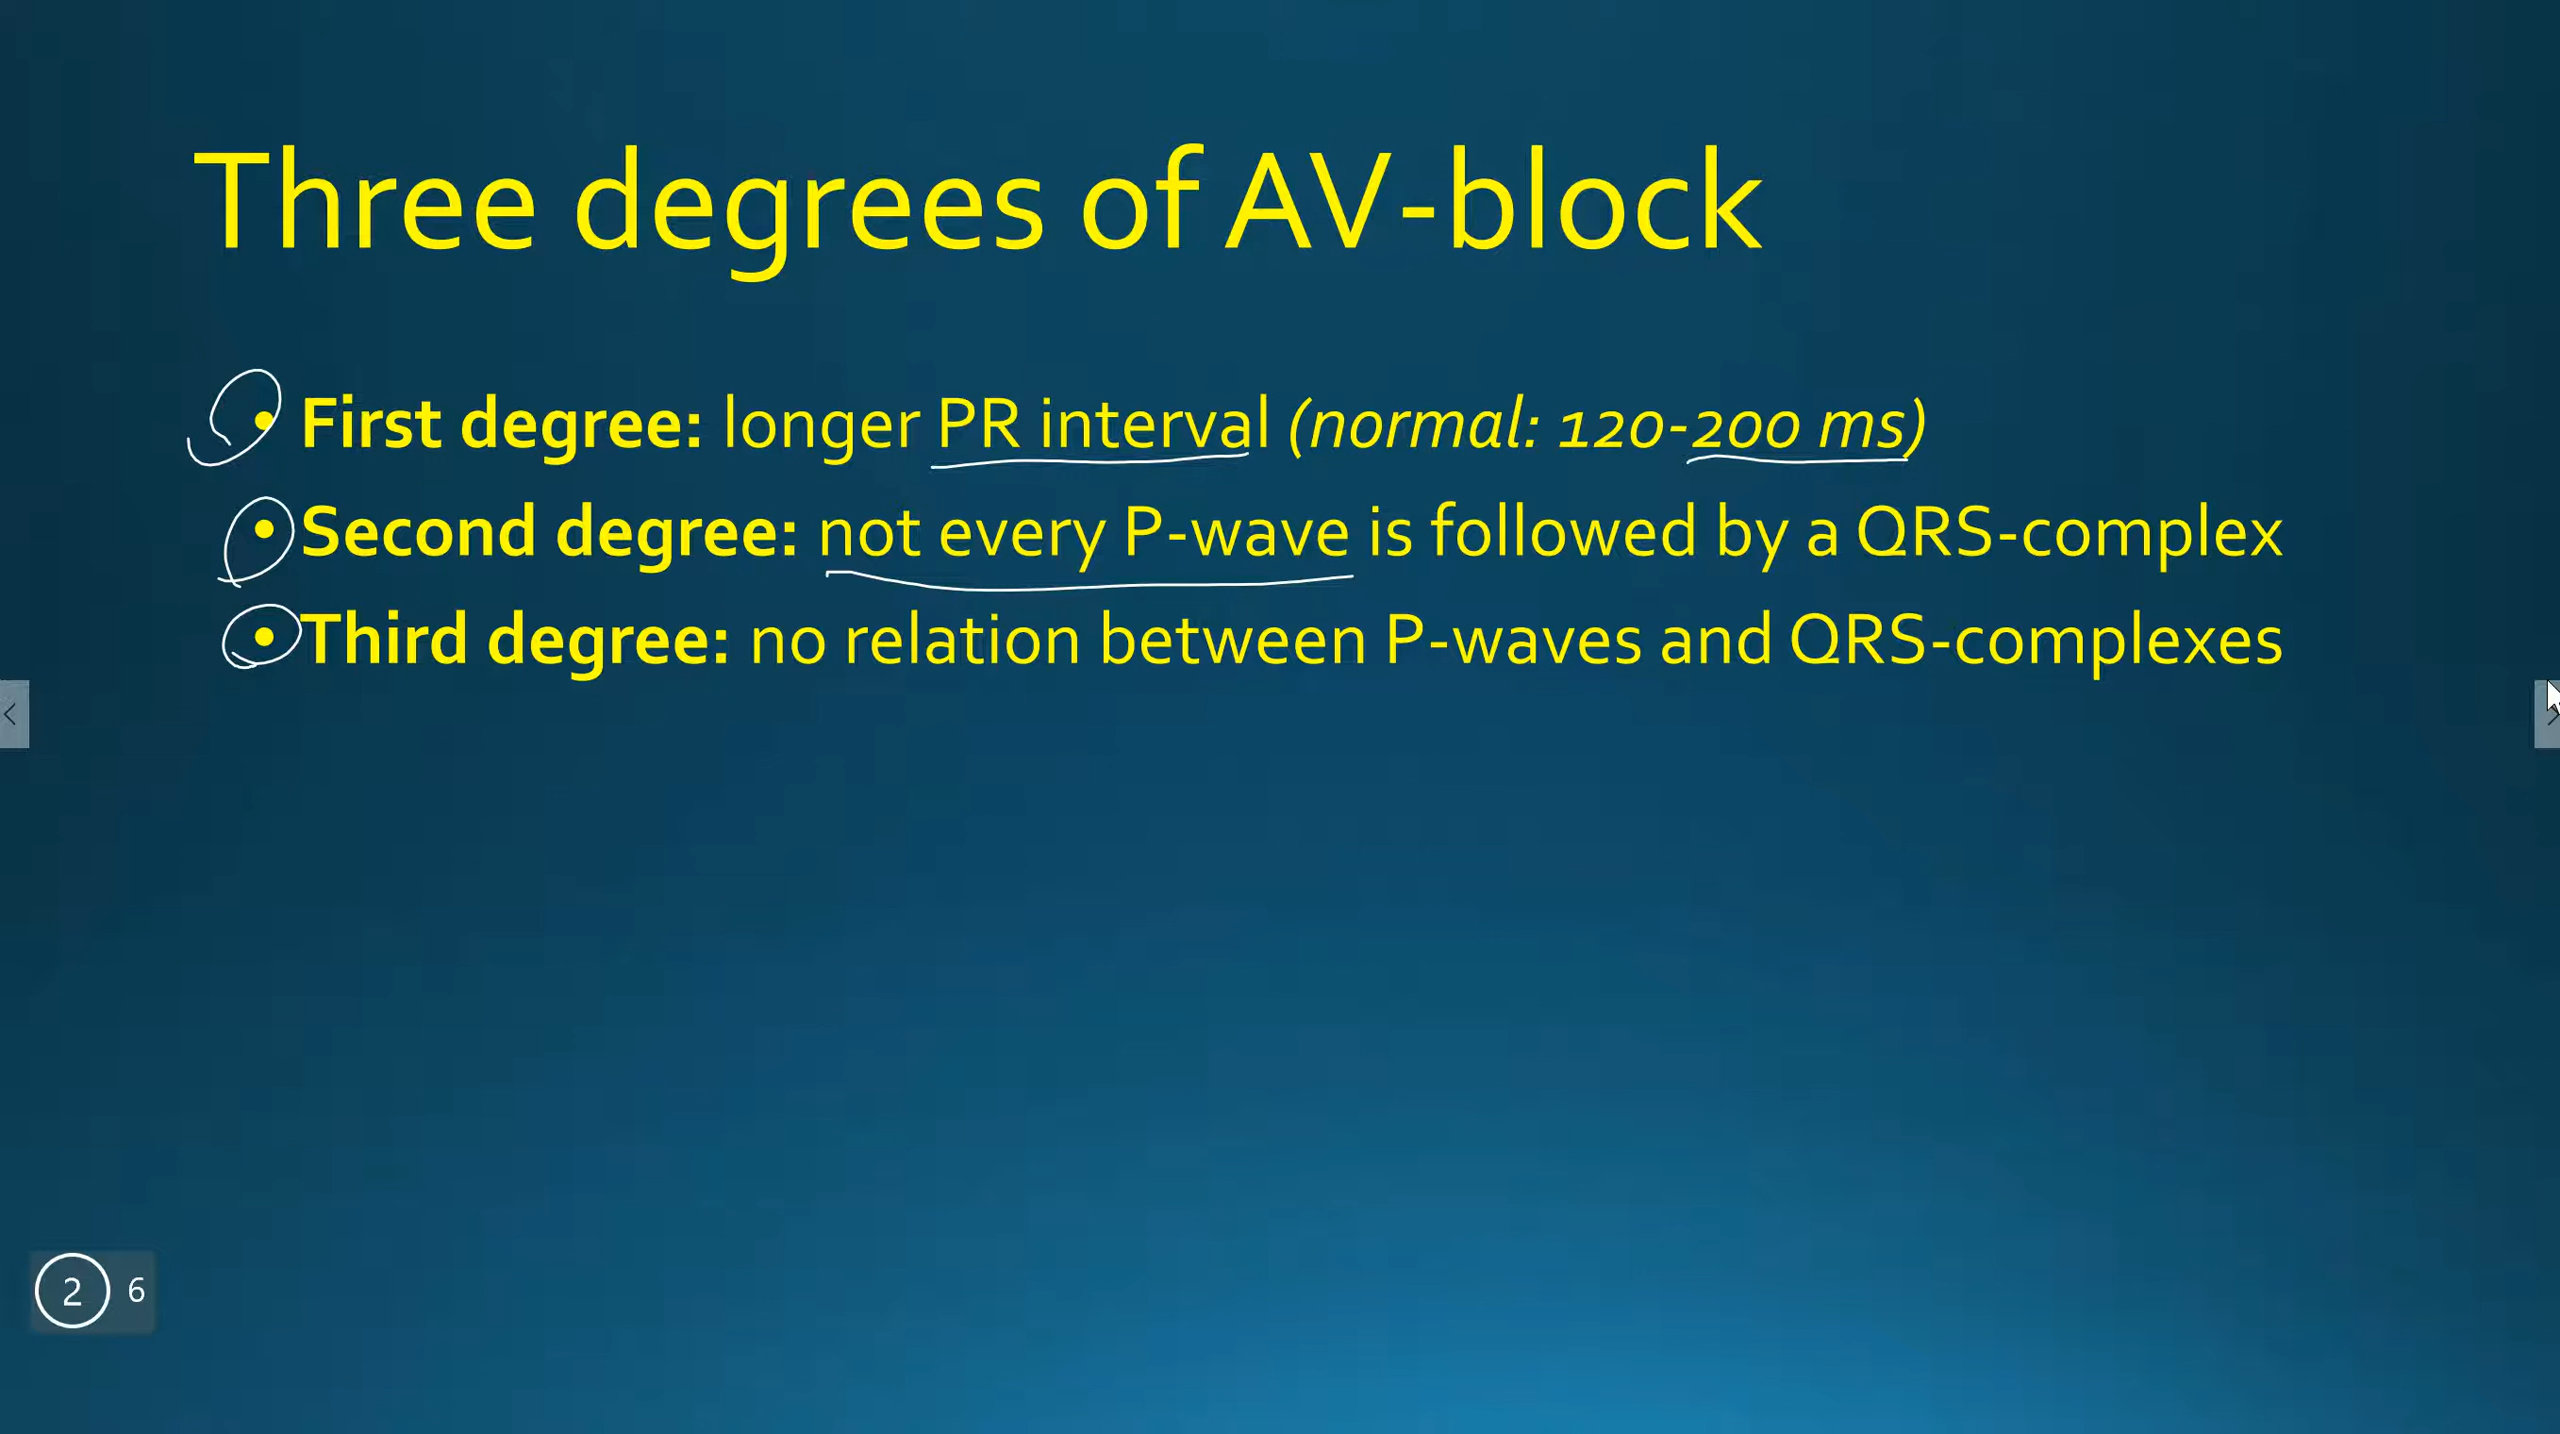 Three degrees of AV-block
• First degree: longer PR interval (normal: 120-200 ms)
• Second degree: not every P-wave is followed by a QRS-complex
• Third degree: no relation between P-waves and QRS-complexes
2 6